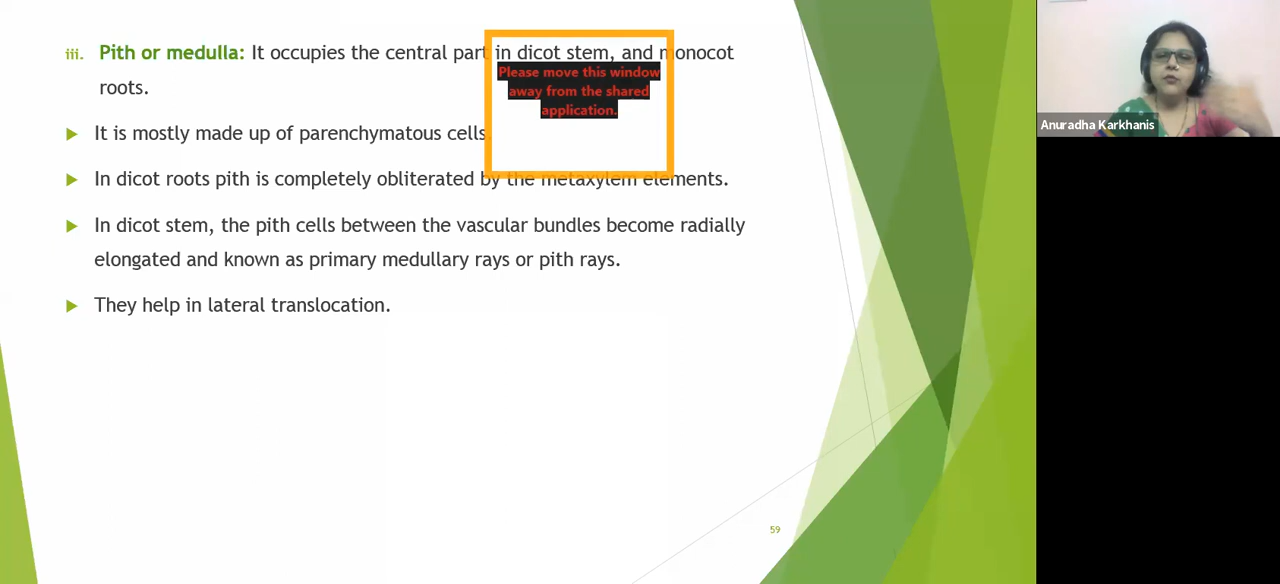 iii. Pith or medulla: It occupies the central part in dicot stem, and monocot
roots.
Please move this window
away from the shared
application.
It is mostly made up of parenchymatous cells.
In dicot roots pith is completely obliterated by the metaxylem elements.
In dicot stem, the pith cells between the vascular bundles become radially
elongated and known as primary medullary rays or pith rays.
They help in lateral translocation.
59
Anuradha Karkhanis